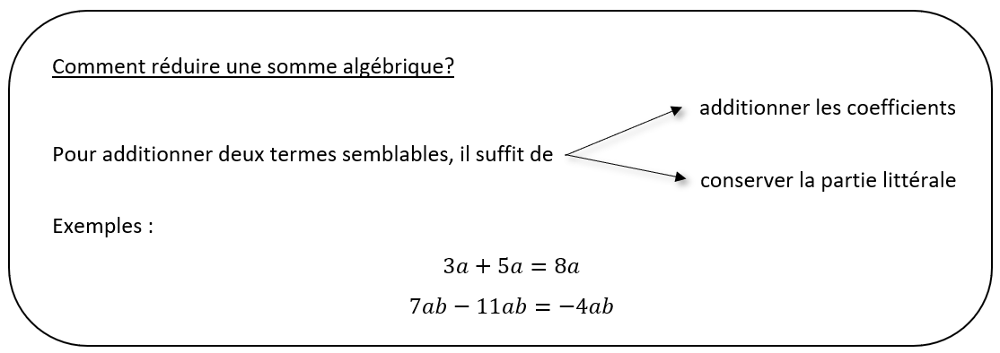 Comment réduire une somme algébrique?
additionner les coefficients
Pour additionner deux termes semblables, il suffit de
conserver la partie littérale
Exemples :
3a + 5a = 8a
7ab − 11ab = −4ab